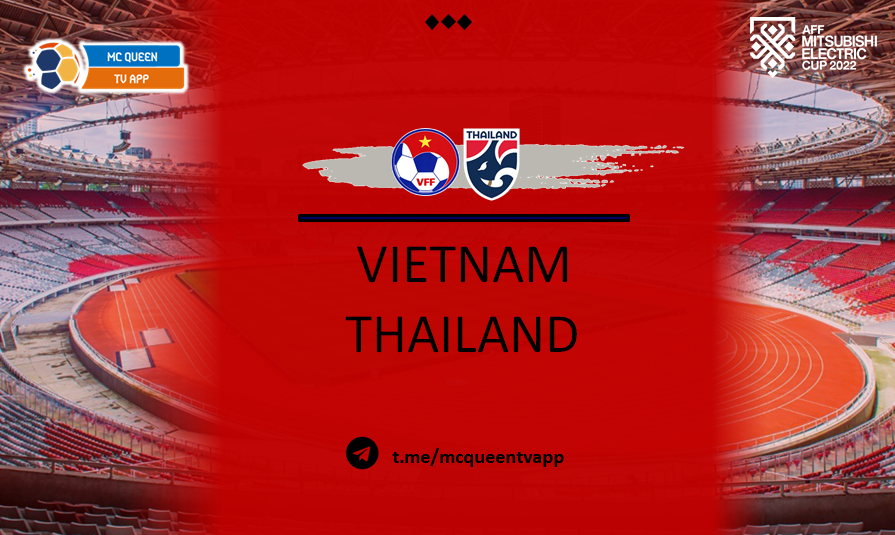 MC QUEEN
TV APP
AFF
MITSUBISHI
ELECTRIC
CUP 2022
VFF
THAILAND
VIETNAM
THAILAND
t.me/mcqueentvapp